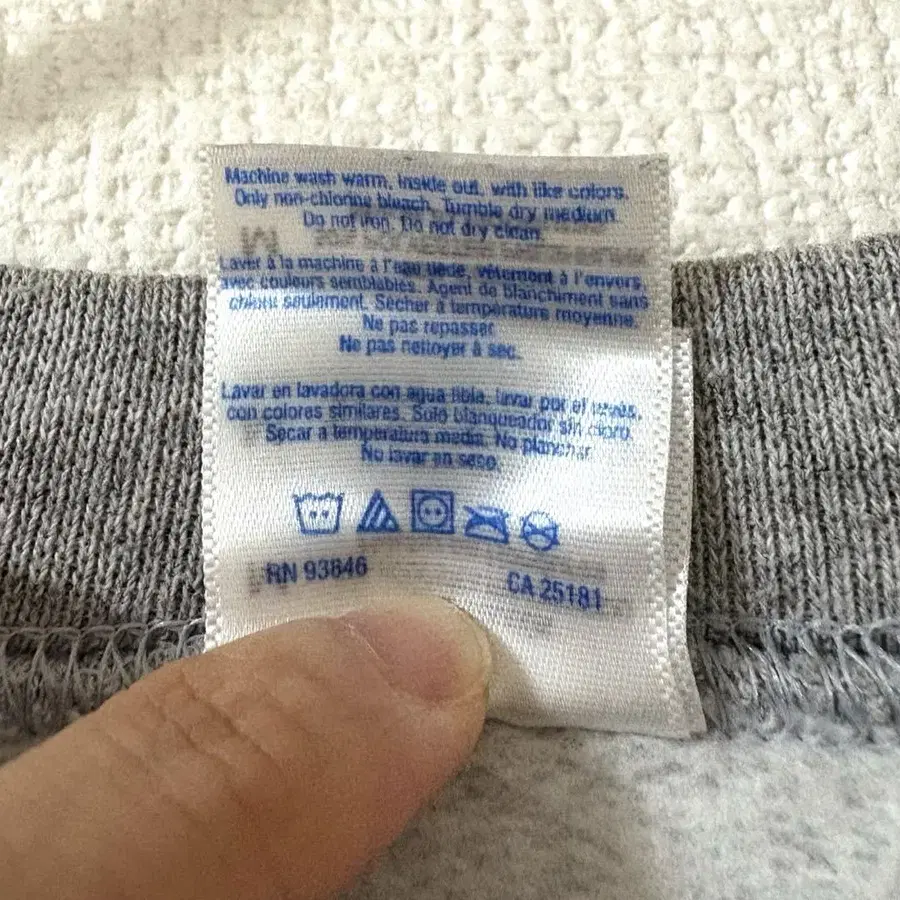 Machine wash warm, inside out, with like colors.
Only non-chlorine bleach. Tumble dry medium.
Do not iron. Do not dry clean.
M
Laver à la machine à l'eau tiède, vêtement à l'envers,
avec couleurs semblables. Agent de blanchiment sans
chlore seulement. Sécher à température moyenne.
Ne pas repasser.
Ne pas nettoyer à sec.
Lavar en lavadora con agua tibia, lavar por el revés,
con colores similares. Solo blanqueador sin cloro.
Secar a temperatura media. No planchar.
No lavar en seco.
RN 93846
CA 25181